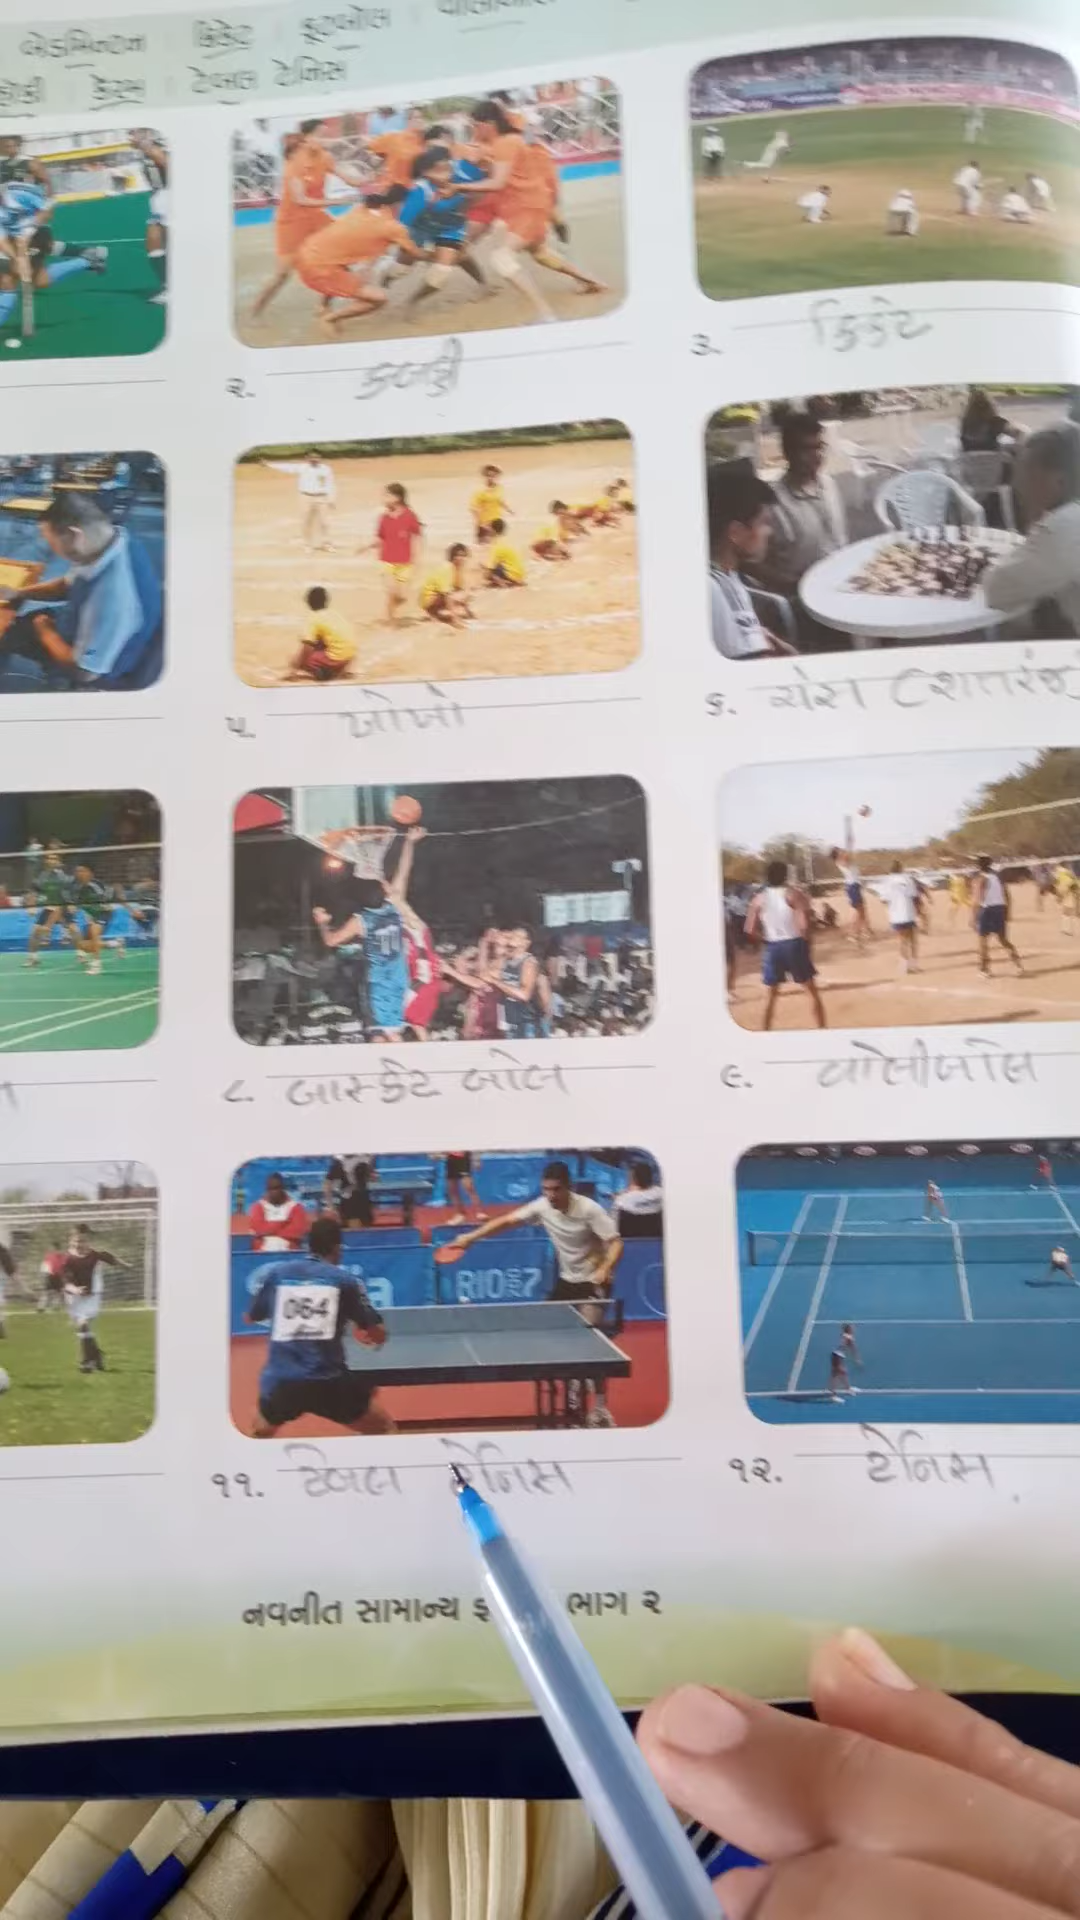 બેડમિન્ટન ક્રિકેટ ફૂટબોલ
હોકી કૅરમ ટેબલ ટેનિસ
૨. કબડ્ડી
૩. ક્રિકેટ
૫. ખોખો
૬. ચેસ (શતરંજ)
૮. બાસ્કેટ બોલ
૯. વોલીબોલ
RIO 2007
064
૧૧. ટેબલ ટેનિસ
૧૨. ટેનિસ
નવનીત સામાન્ય ભાગ ૨